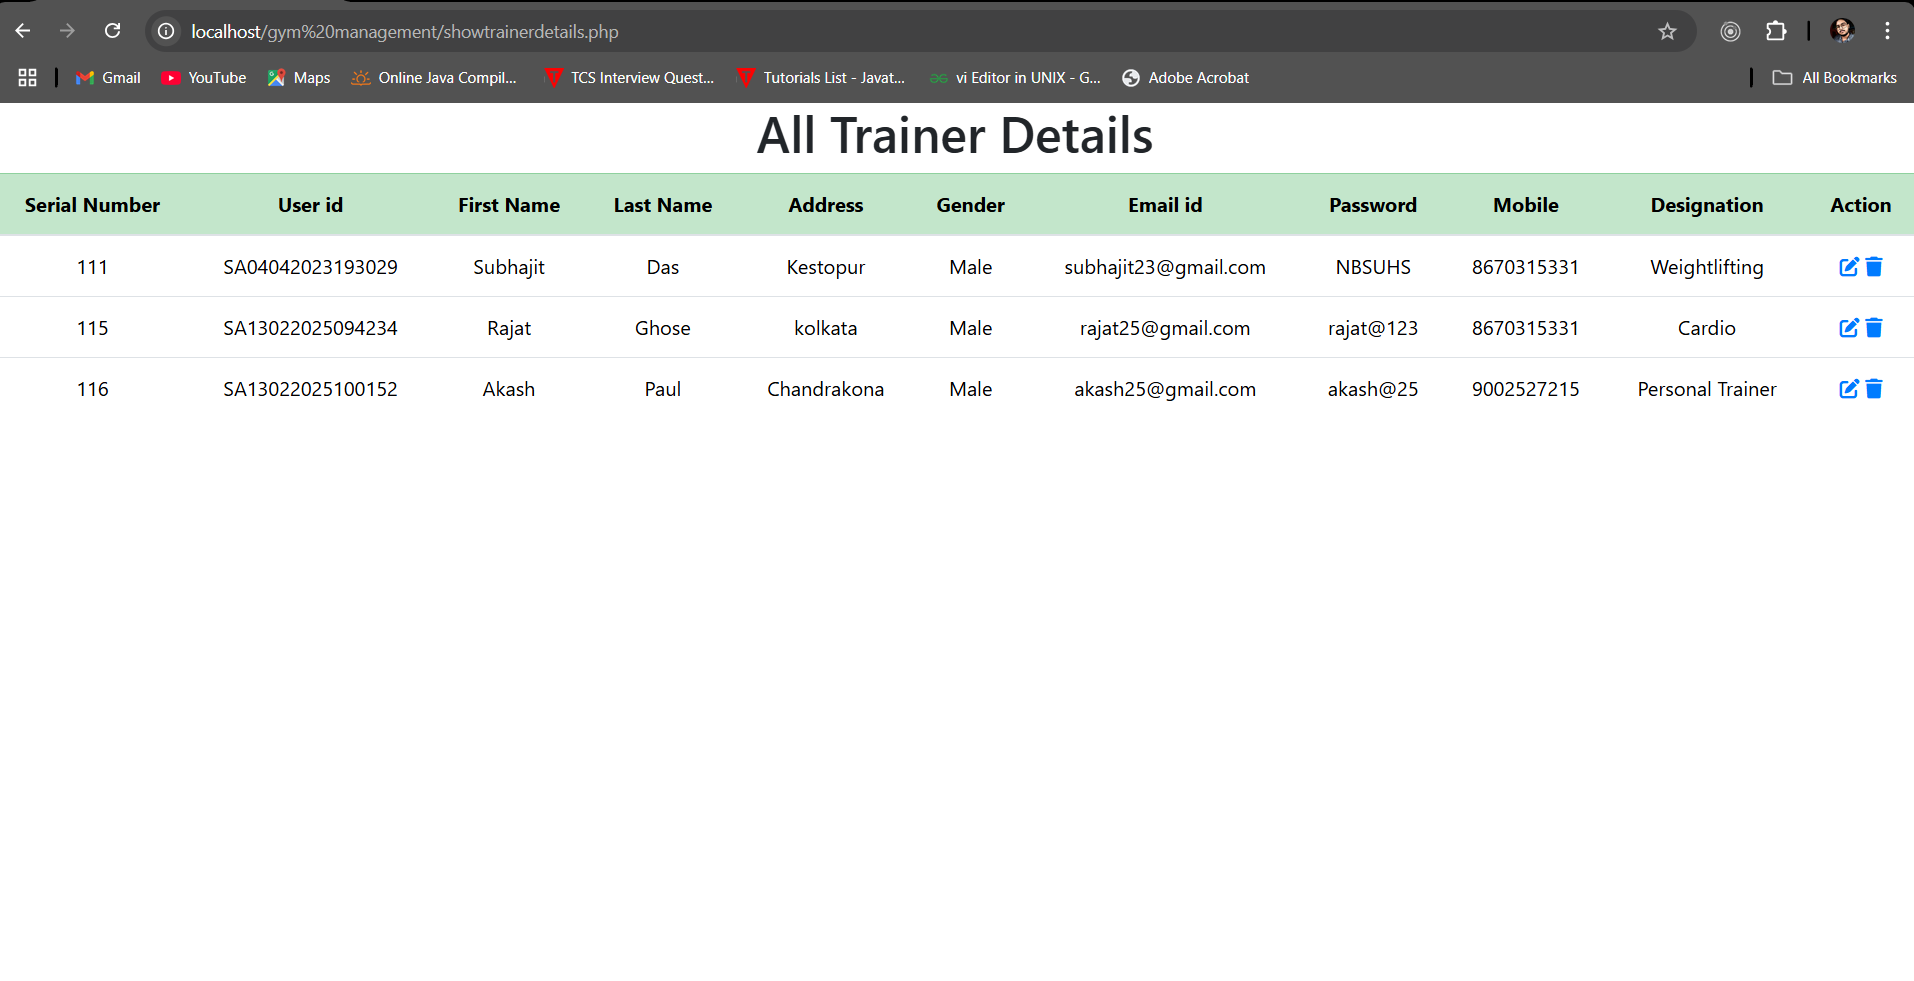 localhost/gym%20management/showtrainerdetails.php
Gmail YouTube Maps Online Java Compil... TCS Interview Quest... Tutorials List - Javat... vi Editor in UNIX - G... Adobe Acrobat All Bookmarks
All Trainer Details
Serial Number User id First Name Last Name Address Gender Email id Password Mobile Designation Action
111 SA04042023193029 Subhajit Das Kestopur Male subhajit23@gmail.com NBSUHS 8670315331 Weightlifting
115 SA13022025094234 Rajat Ghose kolkata Male rajat25@gmail.com rajat@123 8670315331 Cardio
116 SA13022025100152 Akash Paul Chandrakona Male akash25@gmail.com akash@25 9002527215 Personal Trainer